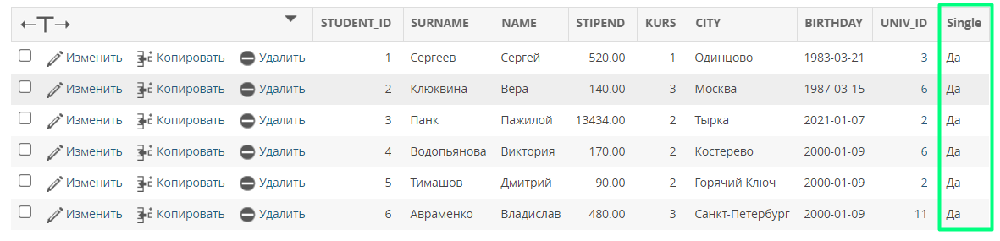 STUDENT_ID SURNAME NAME STIPEND KURS CITY BIRTHDAY UNIV_ID Single
Изменить Копировать Удалить 1 Сергеев Сергей 520.00 1 Одинцово 1983-03-21 3 Да
Изменить Копировать Удалить 2 Клюквина Вера 140.00 3 Москва 1987-03-15 6 Да
Изменить Копировать Удалить 3 Панк Пажилой 13434.00 2 Тырка 2021-01-07 2 Да
Изменить Копировать Удалить 4 Водопьянова Виктория 170.00 2 Костерево 2000-01-09 6 Да
Изменить Копировать Удалить 5 Тимашов Дмитрий 90.00 2 Горячий Ключ 2000-01-09 2 Да
Изменить Копировать Удалить 6 Авраменко Владислав 480.00 3 Санкт-Петербург 2000-01-09 11 Да